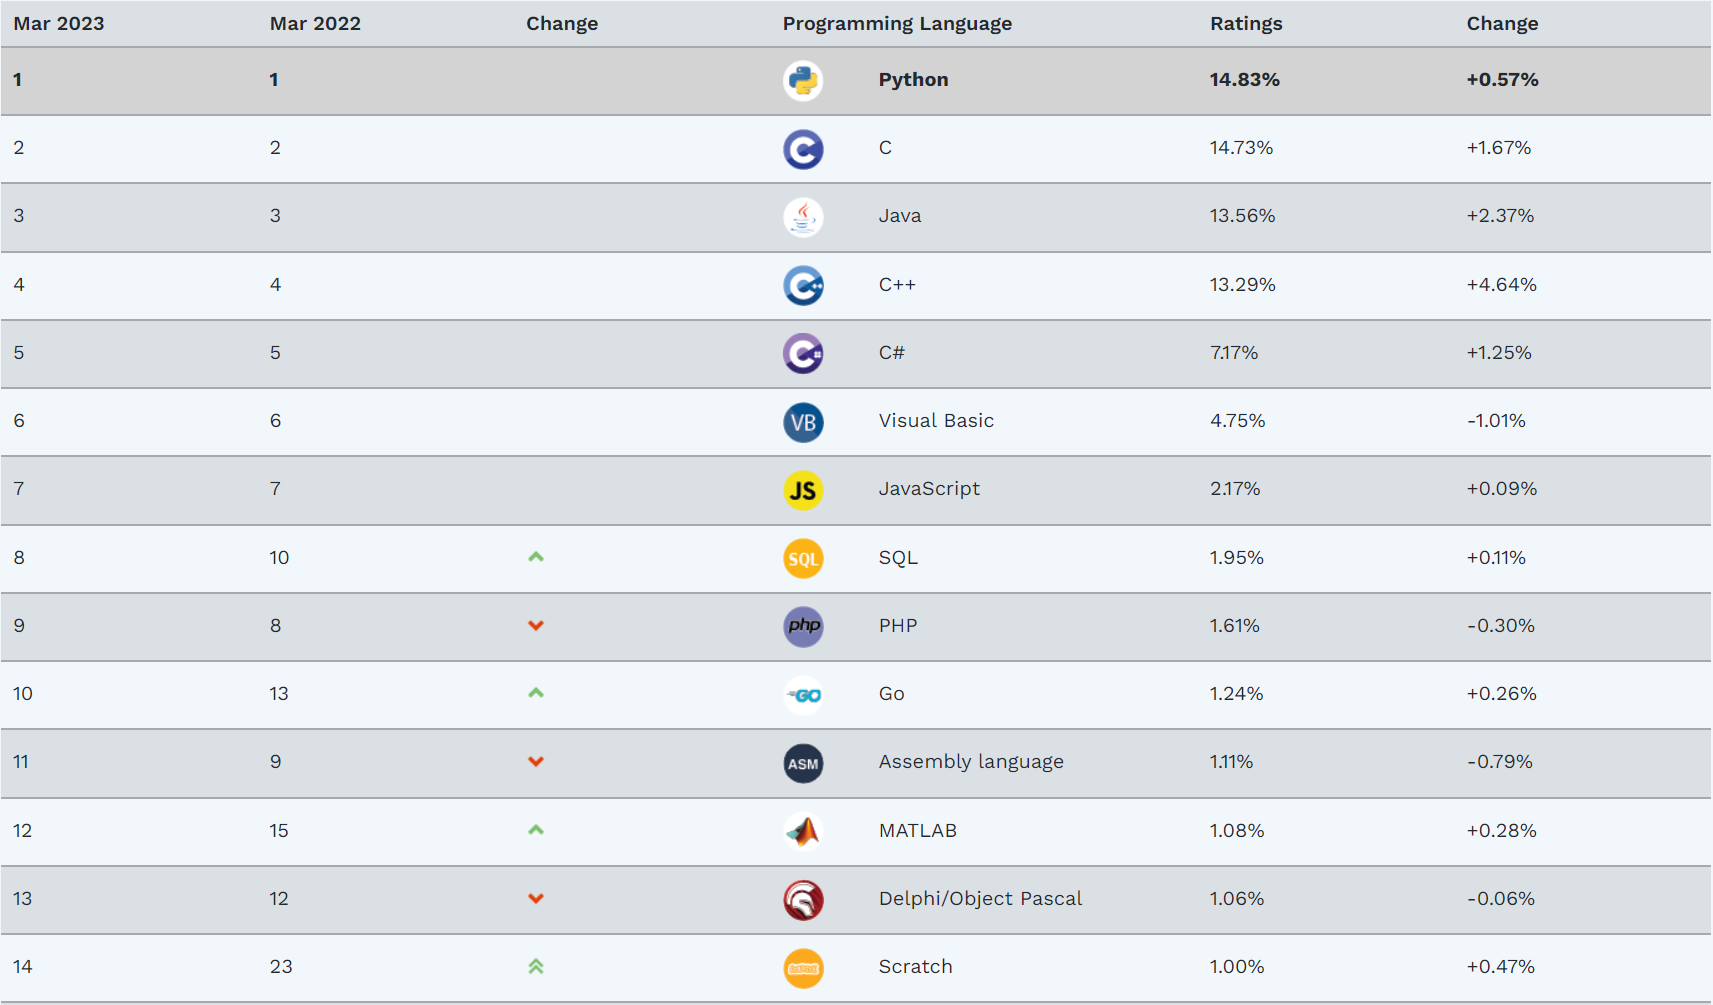 Mar 2023 Mar 2022 Change Programming Language Ratings Change
1 1 Python 14.83% +0.57%
2 2 C C 14.73% +1.67%
3 3 Java 13.56% +2.37%
4 4 C++ C++ 13.29% +4.64%
5 5 C# C# 7.17% +1.25%
6 6 VB Visual Basic 4.75% -1.01%
7 7 JS JavaScript 2.17% +0.09%
8 10 SQL SQL 1.95% +0.11%
9 8 php PHP 1.61% -0.30%
10 13 GO Go 1.24% +0.26%
11 9 ASM Assembly language 1.11% -0.79%
12 15 MATLAB 1.08% +0.28%
13 12 Delphi/Object Pascal 1.06% -0.06%
14 23 Scratch 1.00% +0.47%